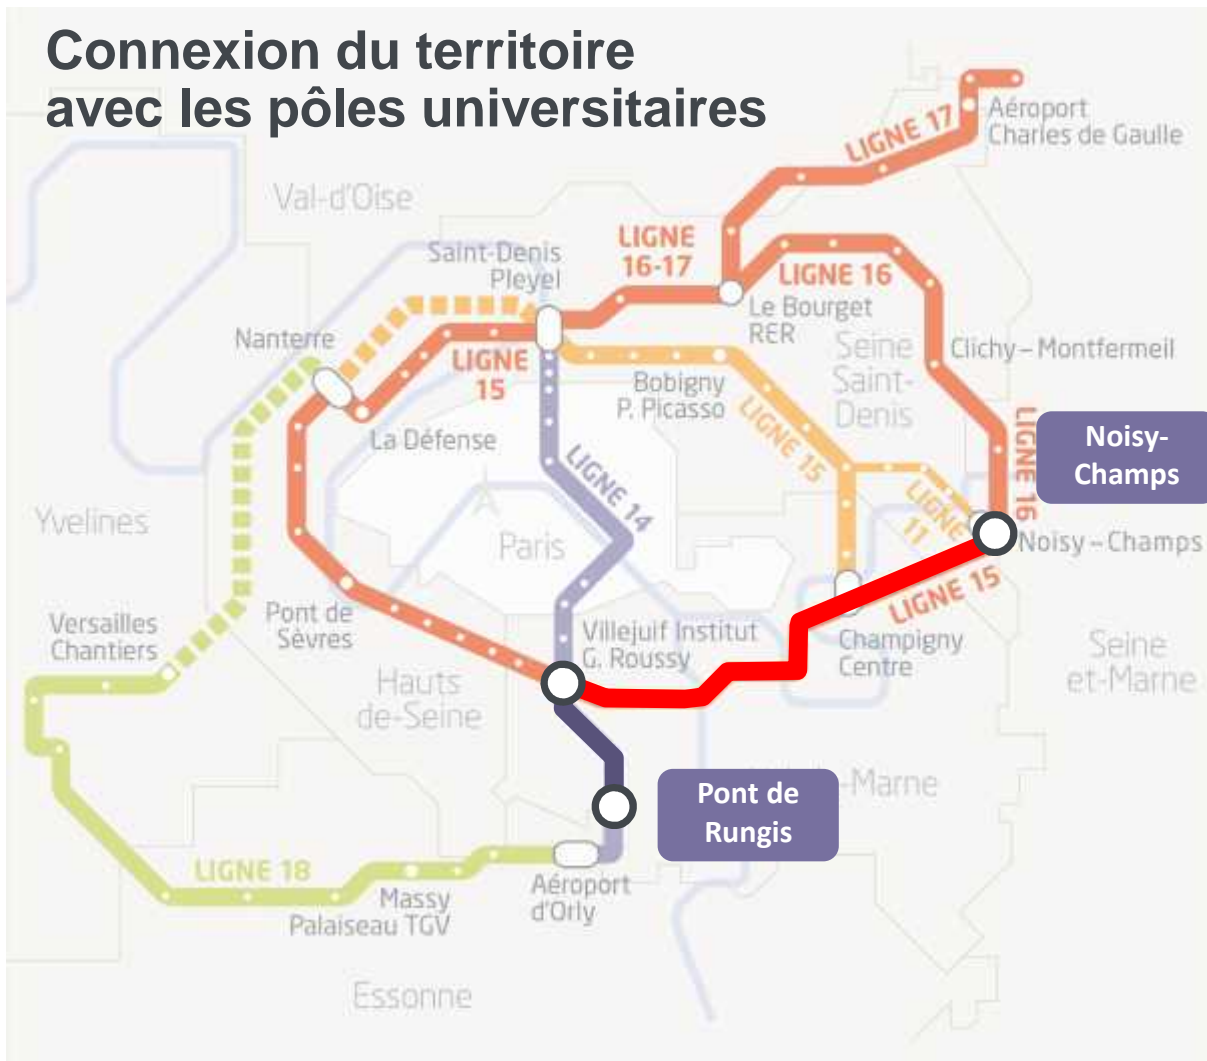 Connexion du territoire
avec les pôles universitaires
Aéroport
Charles de Gaulle
LIGNE 17
Val-d'Oise
Saint-Denis
Pleyel
LIGNE
16-17
LIGNE 16
Le Bourget
RER
Nanterre
LIGNE
15
Seine
Saint-
Denis
Clichy – Montfermeil
Bobigny
P. Picasso
La Défense
LIGNE 15
LIGNE 16
Noisy-
Champs
LIGNE 14
LIGNE
11
Yvelines
Paris
Noisy – Champs
LIGNE 15
Versailles
Chantiers
Pont de
Sèvres
Villejuif Institut
G. Roussy
Champigny
Centre
Seine
et-Marne
Hauts
de-Seine
-Marne
Pont de
Rungis
LIGNE 18
Massy
Palaiseau TGV
Aéroport
d'Orly
Essonne